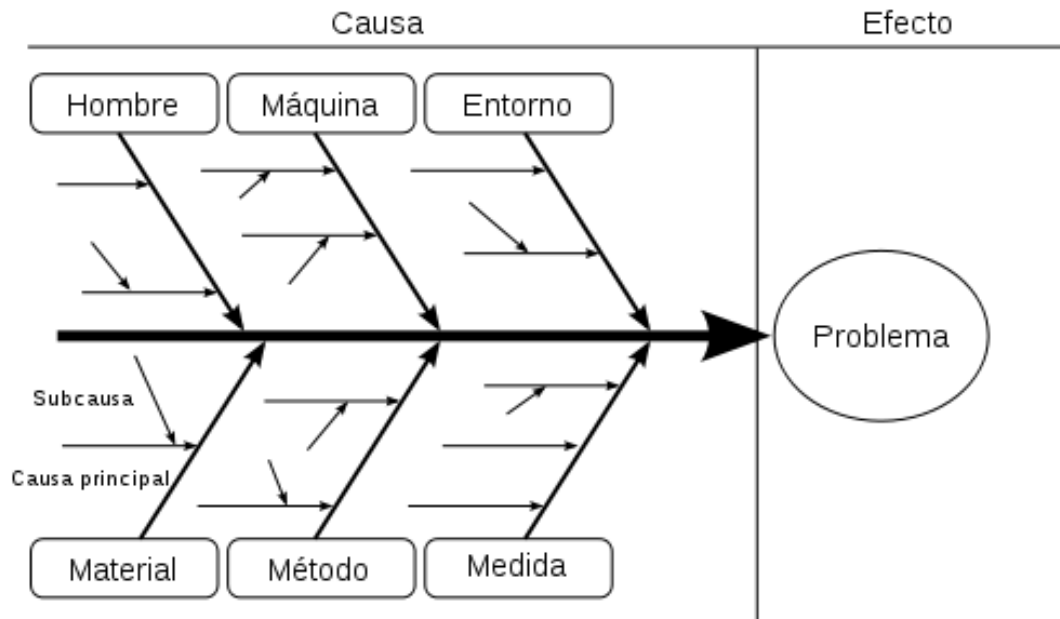 Causa
Efecto
Hombre
Máquina
Entorno
Problema
Subcausa
Causa principal
Material
Método
Medida